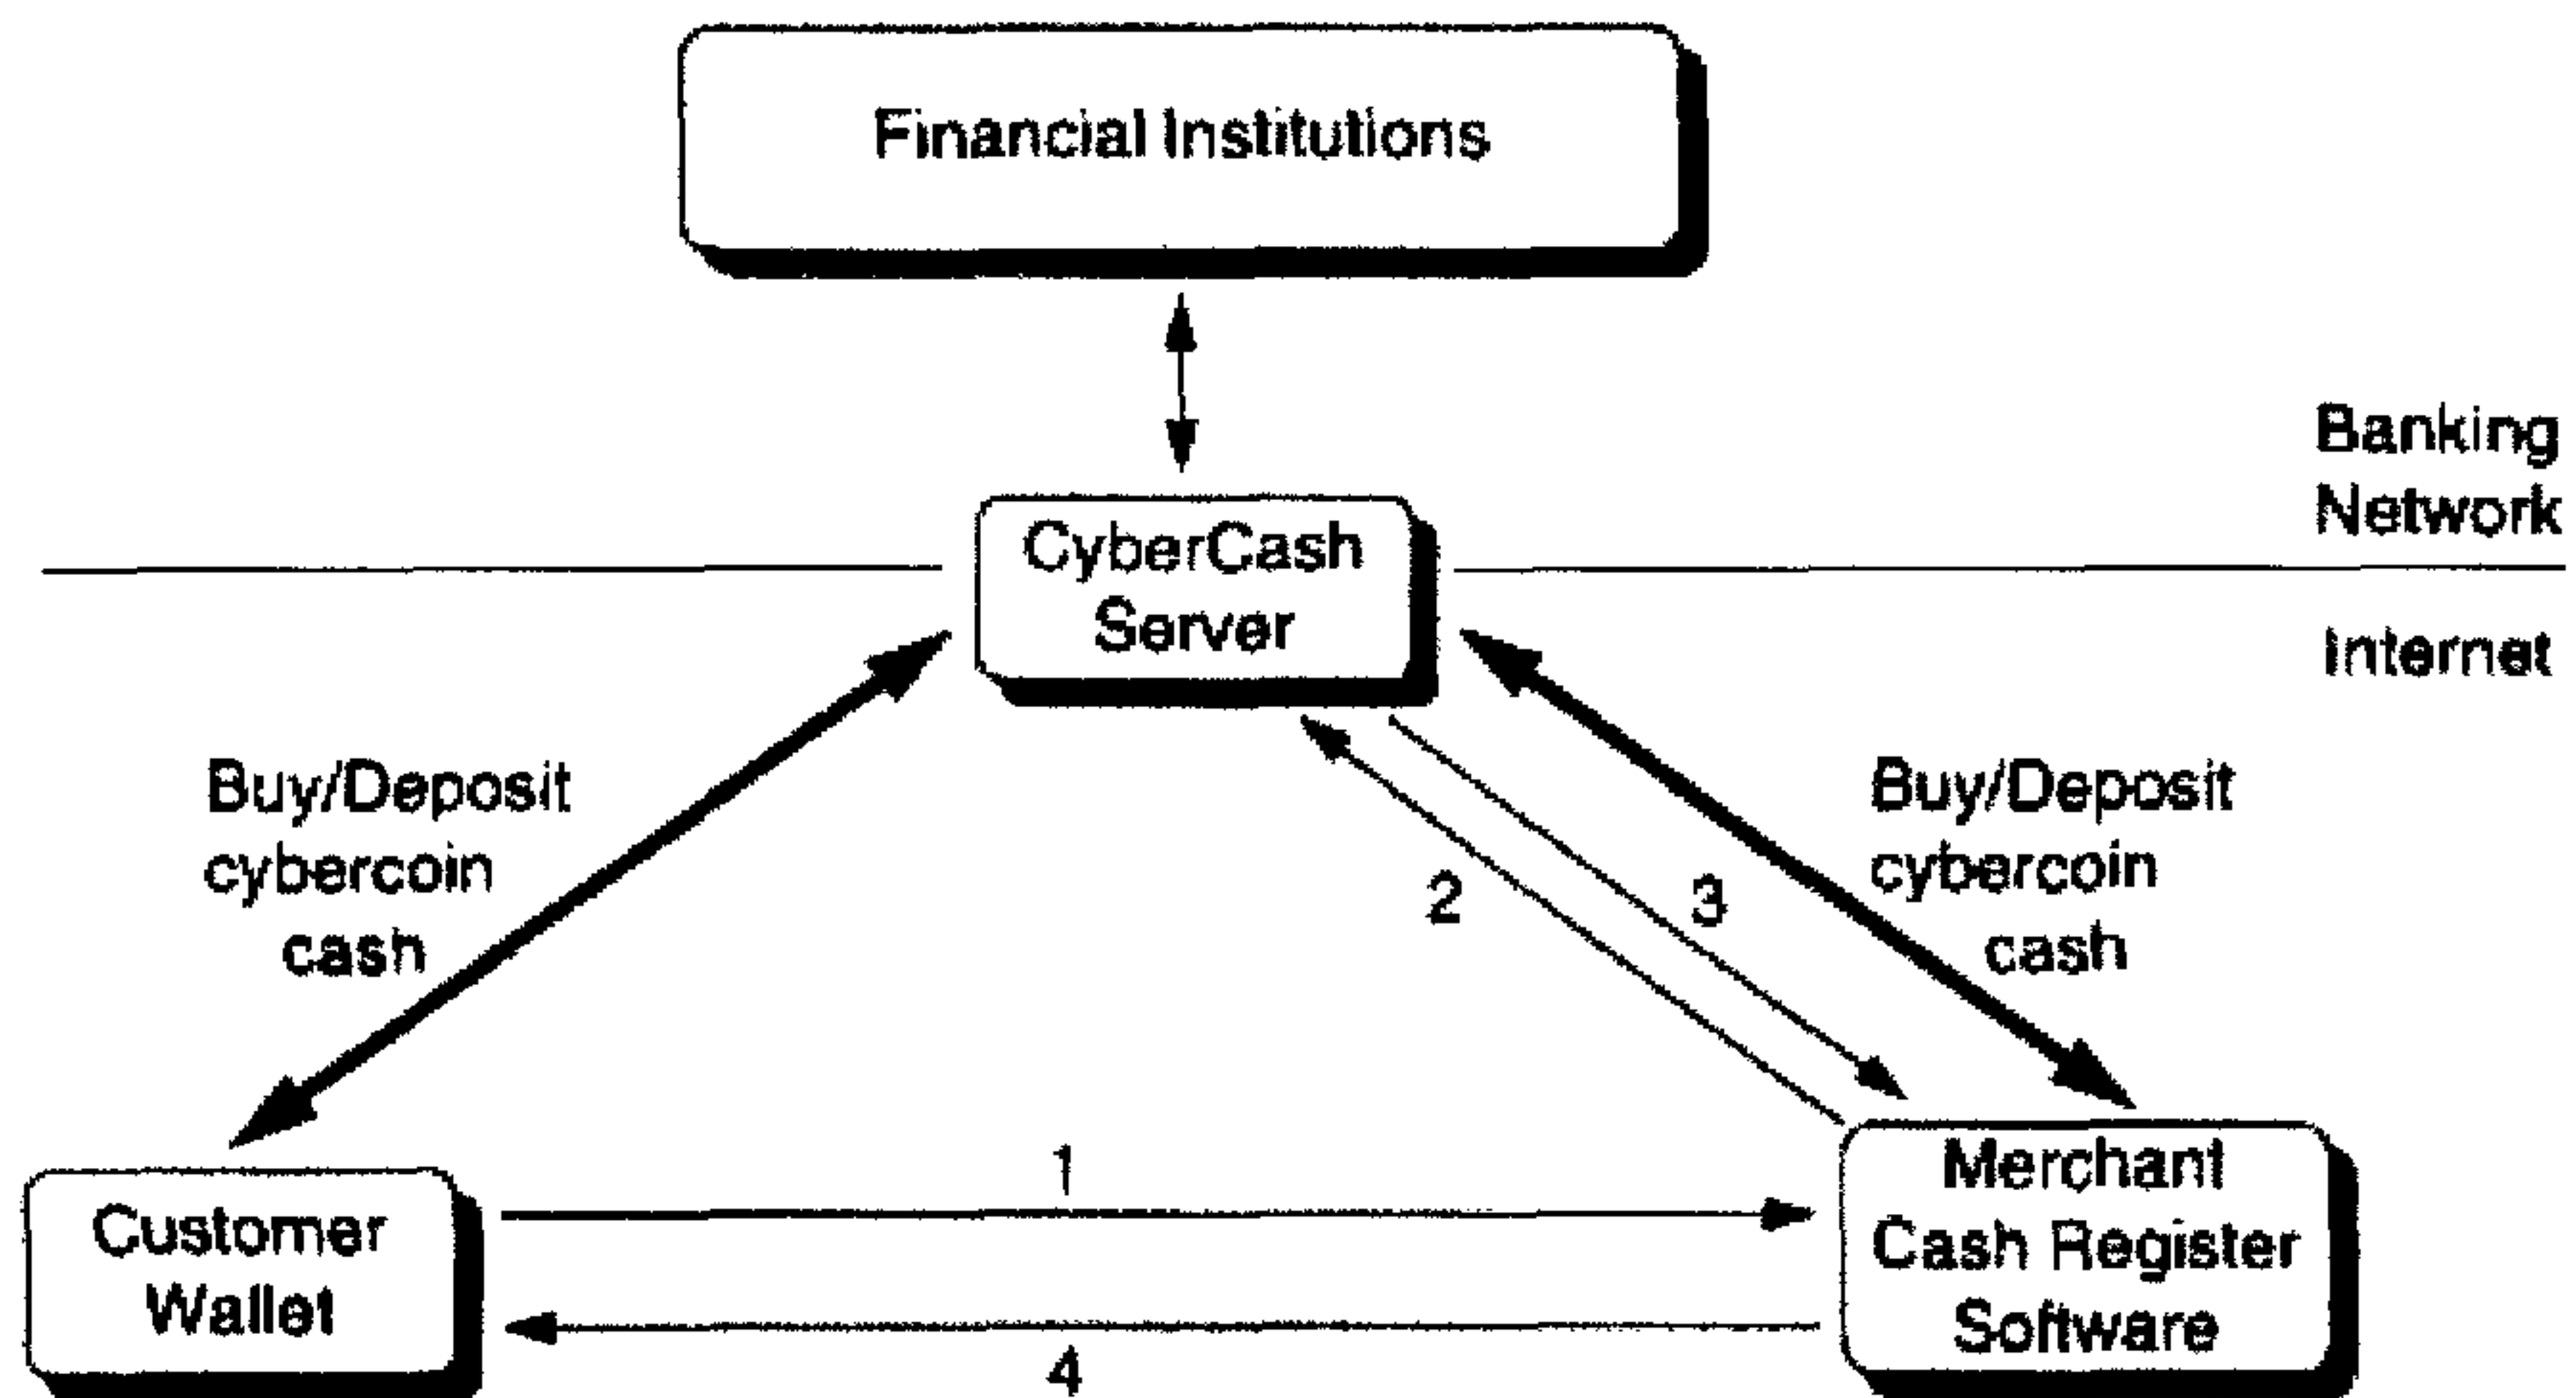 Financial Institutions
Banking
Network
CyberCash
Server
Internet
Buy/Deposit
cybercoin
cash
Buy/Deposit
cybercoin
cash
2
3
1
Customer
Wallet
Merchant
Cash Register
Software
4